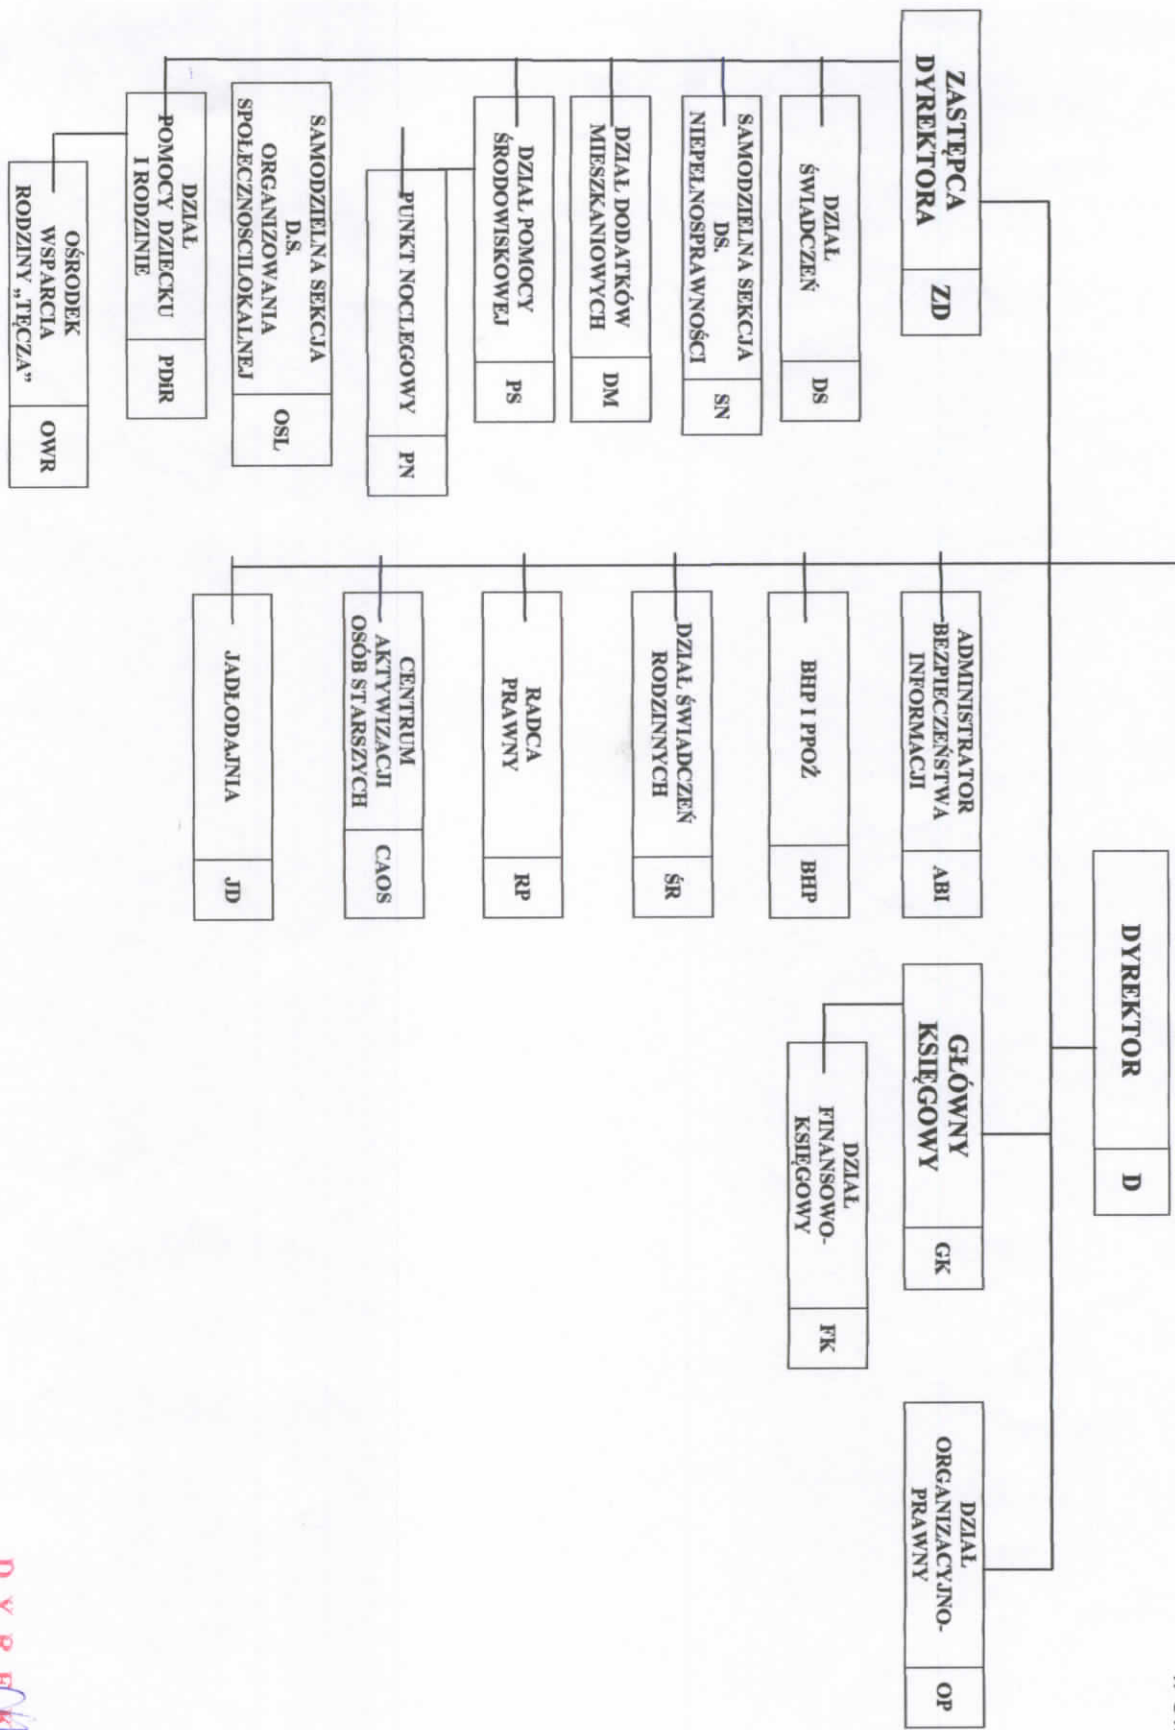 DYREKTOR
D
ZASTĘPCA
DYREKTORA
ZD
DZIAŁ
ŚWIADCZEŃ
DS
SAMODZIELNA SEKCJA
DS.
NIEPEŁNOSPRAWNOŚCI
SN
DZIAŁ DODATKÓW
MIESZKANIOWYCH
DM
DZIAŁ POMOCY
ŚRODOWISKOWEJ
PS
PUNKT NOCLEGOWY
PN
SAMODZIELNA SEKCJA
D.S.
ORGANIZOWANIA
SPOŁECZNOSCILOKALNEJ
OSL
DZIAŁ
POMOCY DZIECKU
I RODZINIE
PDiR
OŚRODEK
WSPARCIA
RODZINY „TĘCZA”
OWR
ADMINISTRATOR
BEZPIECZEŃSTWA
INFORMACJI
ABI
BHP I PPOŻ
BHP
DZIAŁ ŚWIADCZEŃ
RODZINNYCH
ŚR
RADCA
PRAWNY
RP
CENTRUM
AKTYWIZACJI
OSÓB STARSZYCH
CAOS
JADŁODAJNIA
JD
GŁÓWNY
KSIĘGOWY
GK
DZIAŁ
FINANSOWO-
KSIĘGOWY
FK
DZIAŁ
ORGANIZACYJNO-
PRAWNY
OP